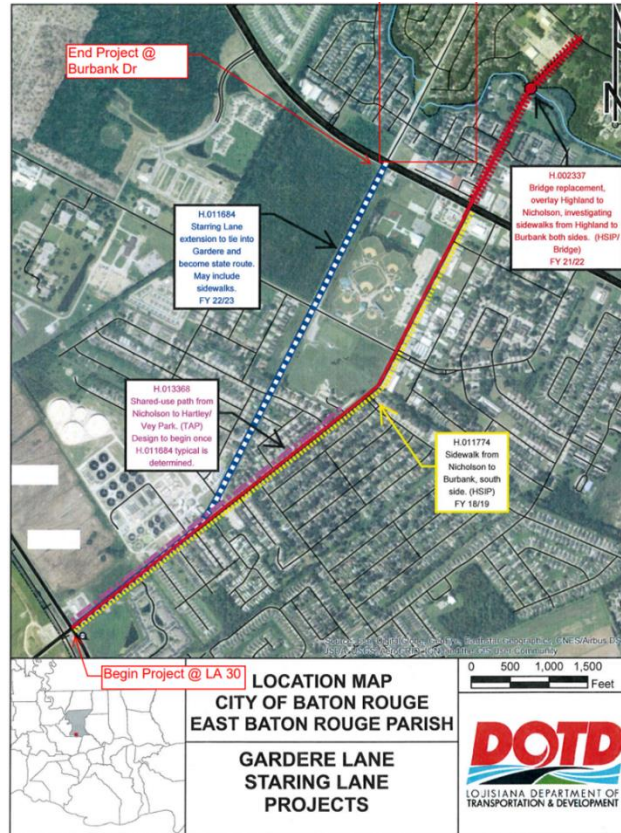 End Project @
Burbank Dr
H.002337
Bridge replacement,
overlay Highland to
Nicholson, investigating
sidewalks from Highland to
Burbank both sides. (HSIP/
Bridge)
FY 21/22
H.011684
Starring Lane
extension to tie into
Gardere and
become state route.
May include
sidewalks.
FY 22/23
H.013368
Shared-use path from
Nicholson to Hartley/
Vey Park. (TAP)
Design to begin once
H.011684 typical is
determined.
H.011774
Sidewalk from
Nicholson to
Burbank, south
side. (HSIP)
FY 18/19
Community
Begin Project @ LA 30
LOCATION MAP
CITY OF BATON ROUGE
EAST BATON ROUGE PARISH
GARDERE LANE
STARING LANE
PROJECTS
0 500 1,000 1,500
Feet
DOTD
LOUISIANA DEPARTMENT OF
TRANSPORTATION & DEVELOPMENT